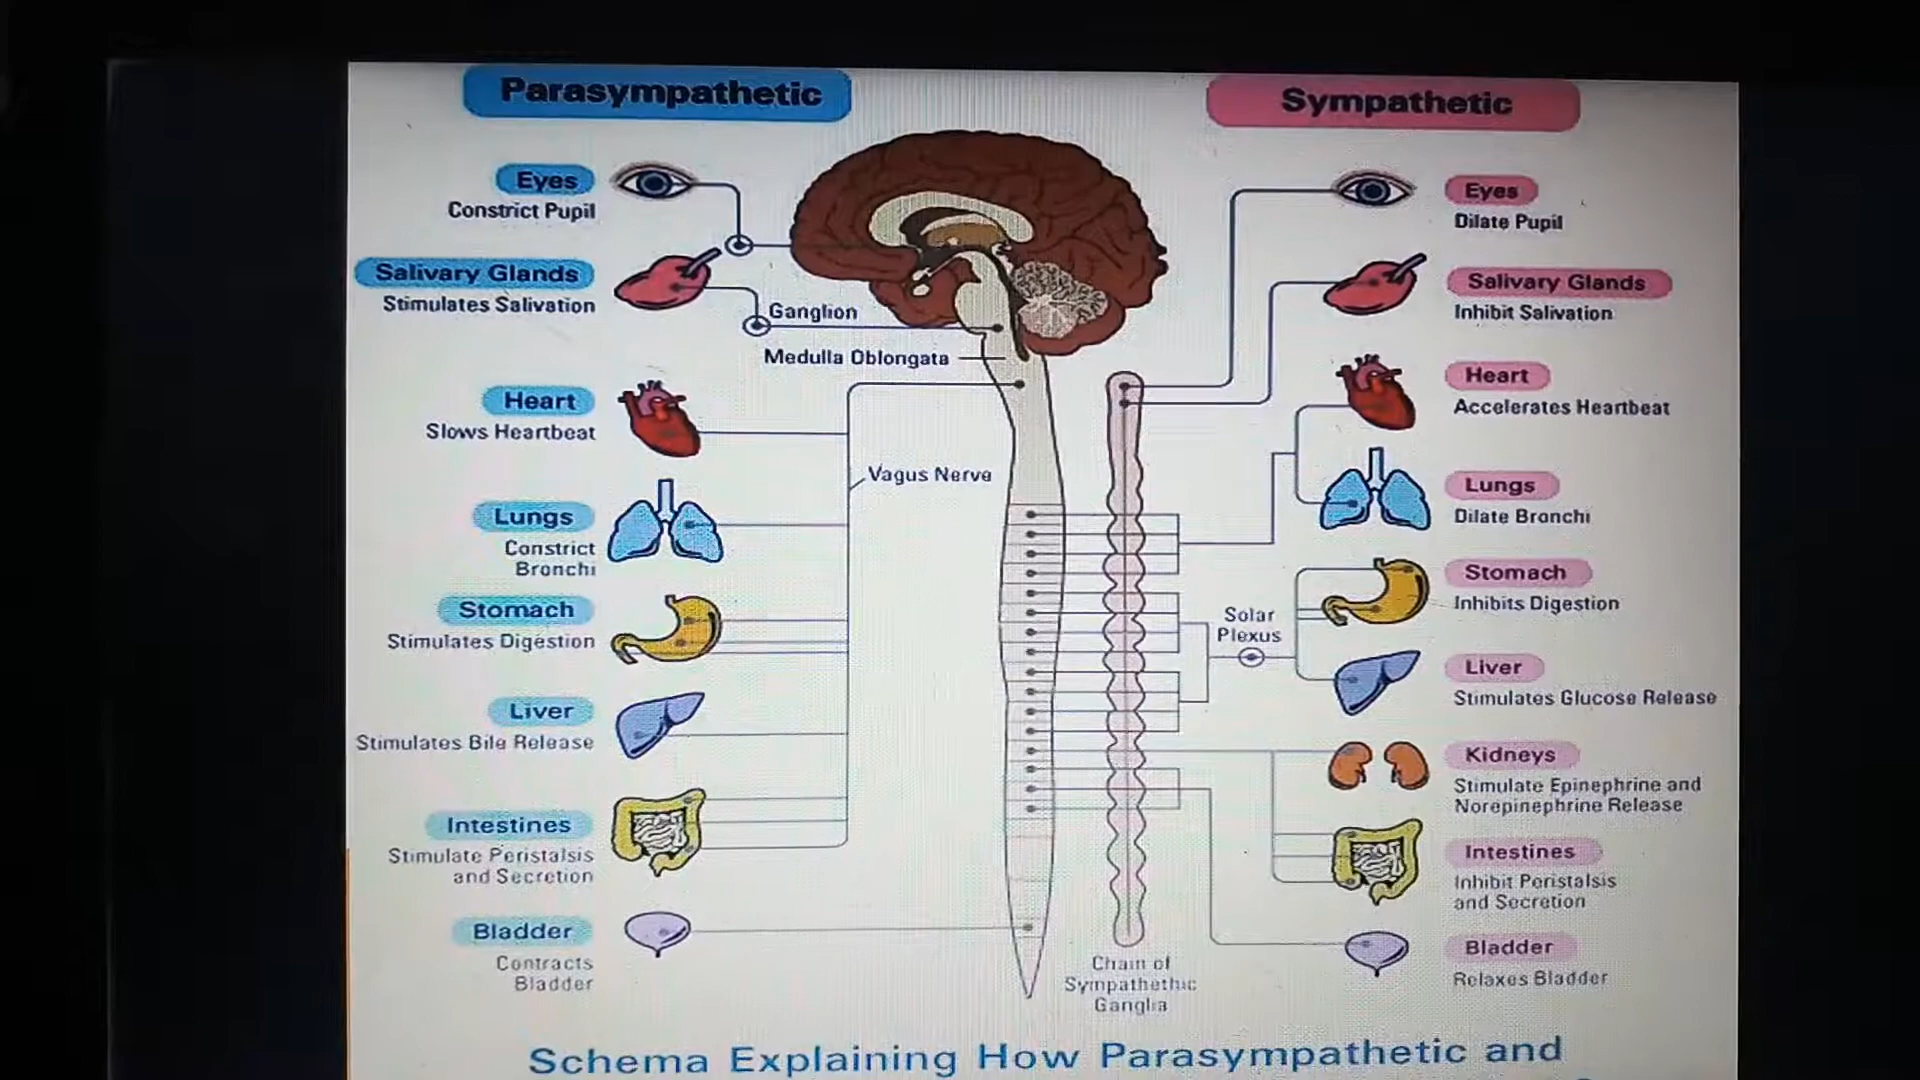 Parasympathetic
Eyes
Constrict Pupil
Salivary Glands
Stimulates Salivation
Heart
Slows Heartbeat
Lungs
Constrict
Bronchi
Stomach
Stimulates Digestion
Liver
Stimulates Bile Release
Intestines
Stimulate Peristalsis
and Secretion
Bladder
Contracts
Bladder
Ganglion
Medulla Oblongata
Vagus Nerve
Solar
Plexus
Chain of
Sympathethic
Ganglia
Sympathetic
Eyes
Dilate Pupil
Salivary Glands
Inhibit Salivation
Heart
Accelerates Heartbeat
Lungs
Dilate Bronchi
Stomach
Inhibits Digestion
Liver
Stimulates Glucose Release
Kidneys
Stimulate Epinephrine and
Norepinephrine Release
Intestines
Inhibit Peristalsis
and Secretion
Bladder
Relaxes Bladder
Schema Explaining How Parasympathetic and